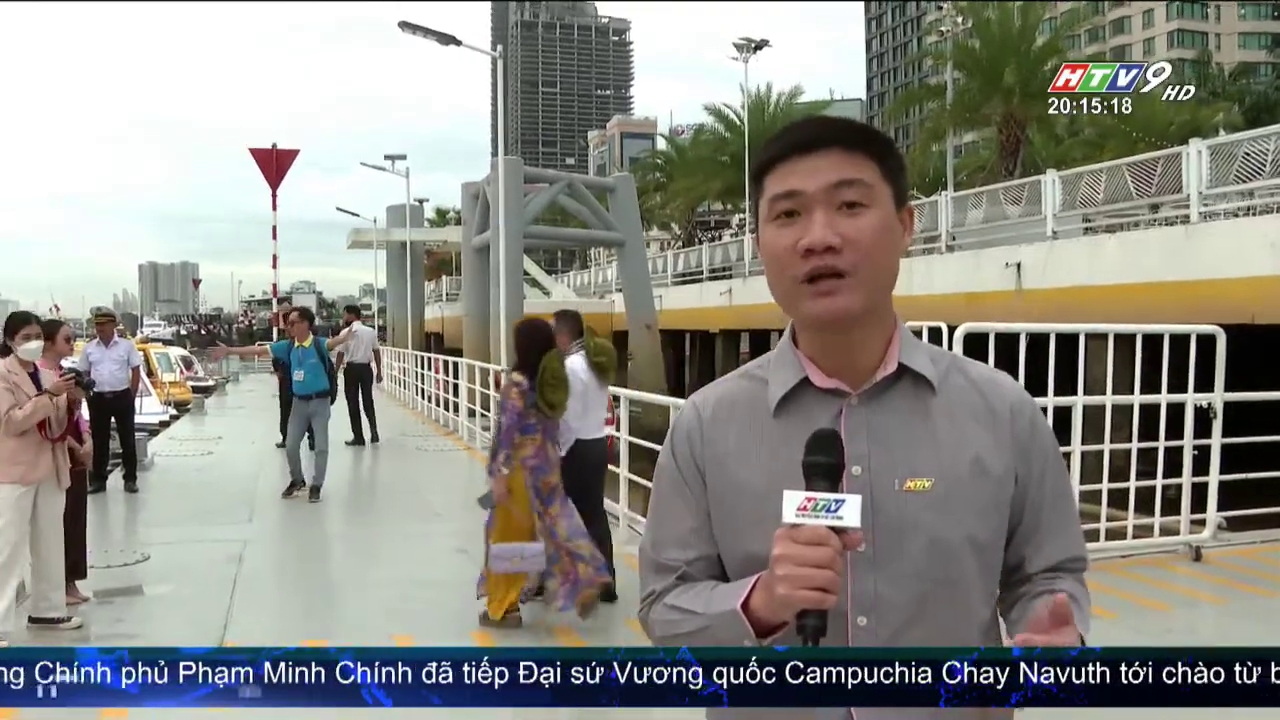 HTV9
HD
20:15:18
HTV
HTV
ng Chính phủ Phạm Minh Chính đã tiếp Đại sứ Vương quốc Campuchia Chay Navuth tới chào từ b